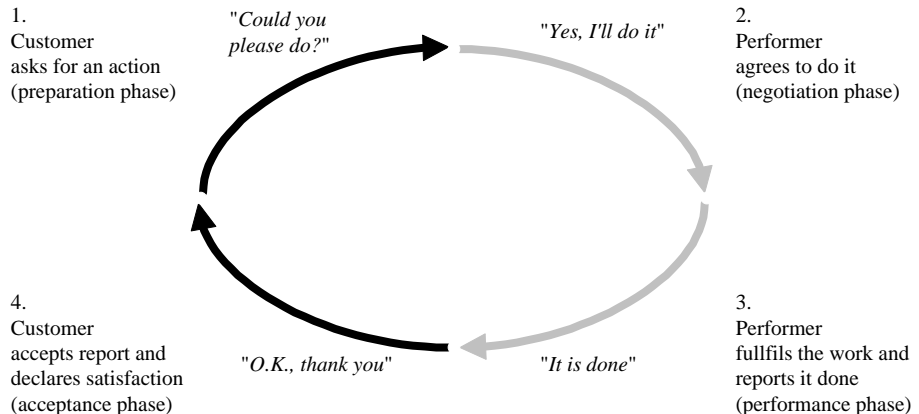 1.
Customer
asks for an action
(preparation phase)
"Could you
please do?"
"Yes, I'll do it"
2.
Performer
agrees to do it
(negotiation phase)
4.
Customer
accepts report and
declares satisfaction
(acceptance phase)
"O.K., thank you"
"It is done"
3.
Performer
fullfils the work and
reports it done
(performance phase)